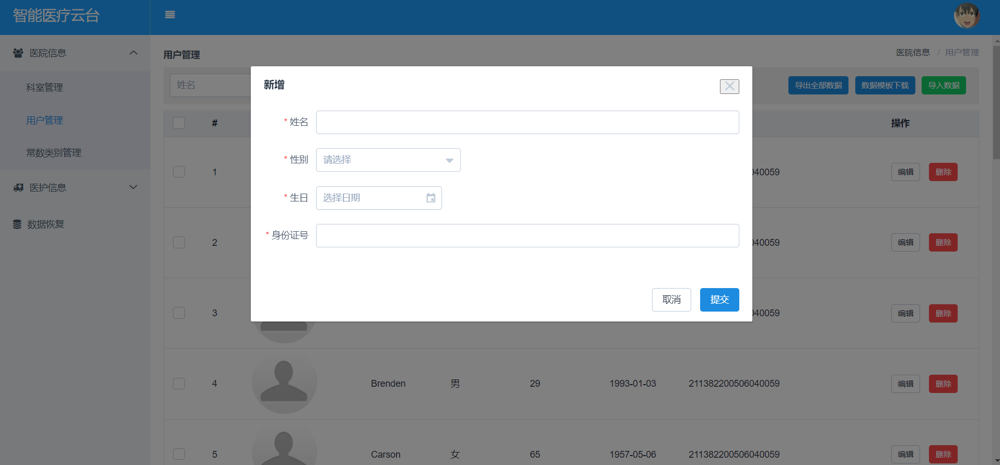 智能医疗云台
医院信息
科室管理
用户管理
常数类别管理
医护信息
数据恢复
用户管理
医院信息 / 用户管理
姓名
导出全部数据 数据模板下载 导入数据
# 操作
1 040059 编辑 删除
2 040059 编辑 删除
3 040059 编辑 删除
4 Brenden 男 29 1993-01-03 211382200506040059 编辑 删除
5 Carson 女 65 1957-05-06 211382200506040059 编辑 删除
新增
* 姓名
* 性别 请选择
* 生日 选择日期
* 身份证号
取消 提交